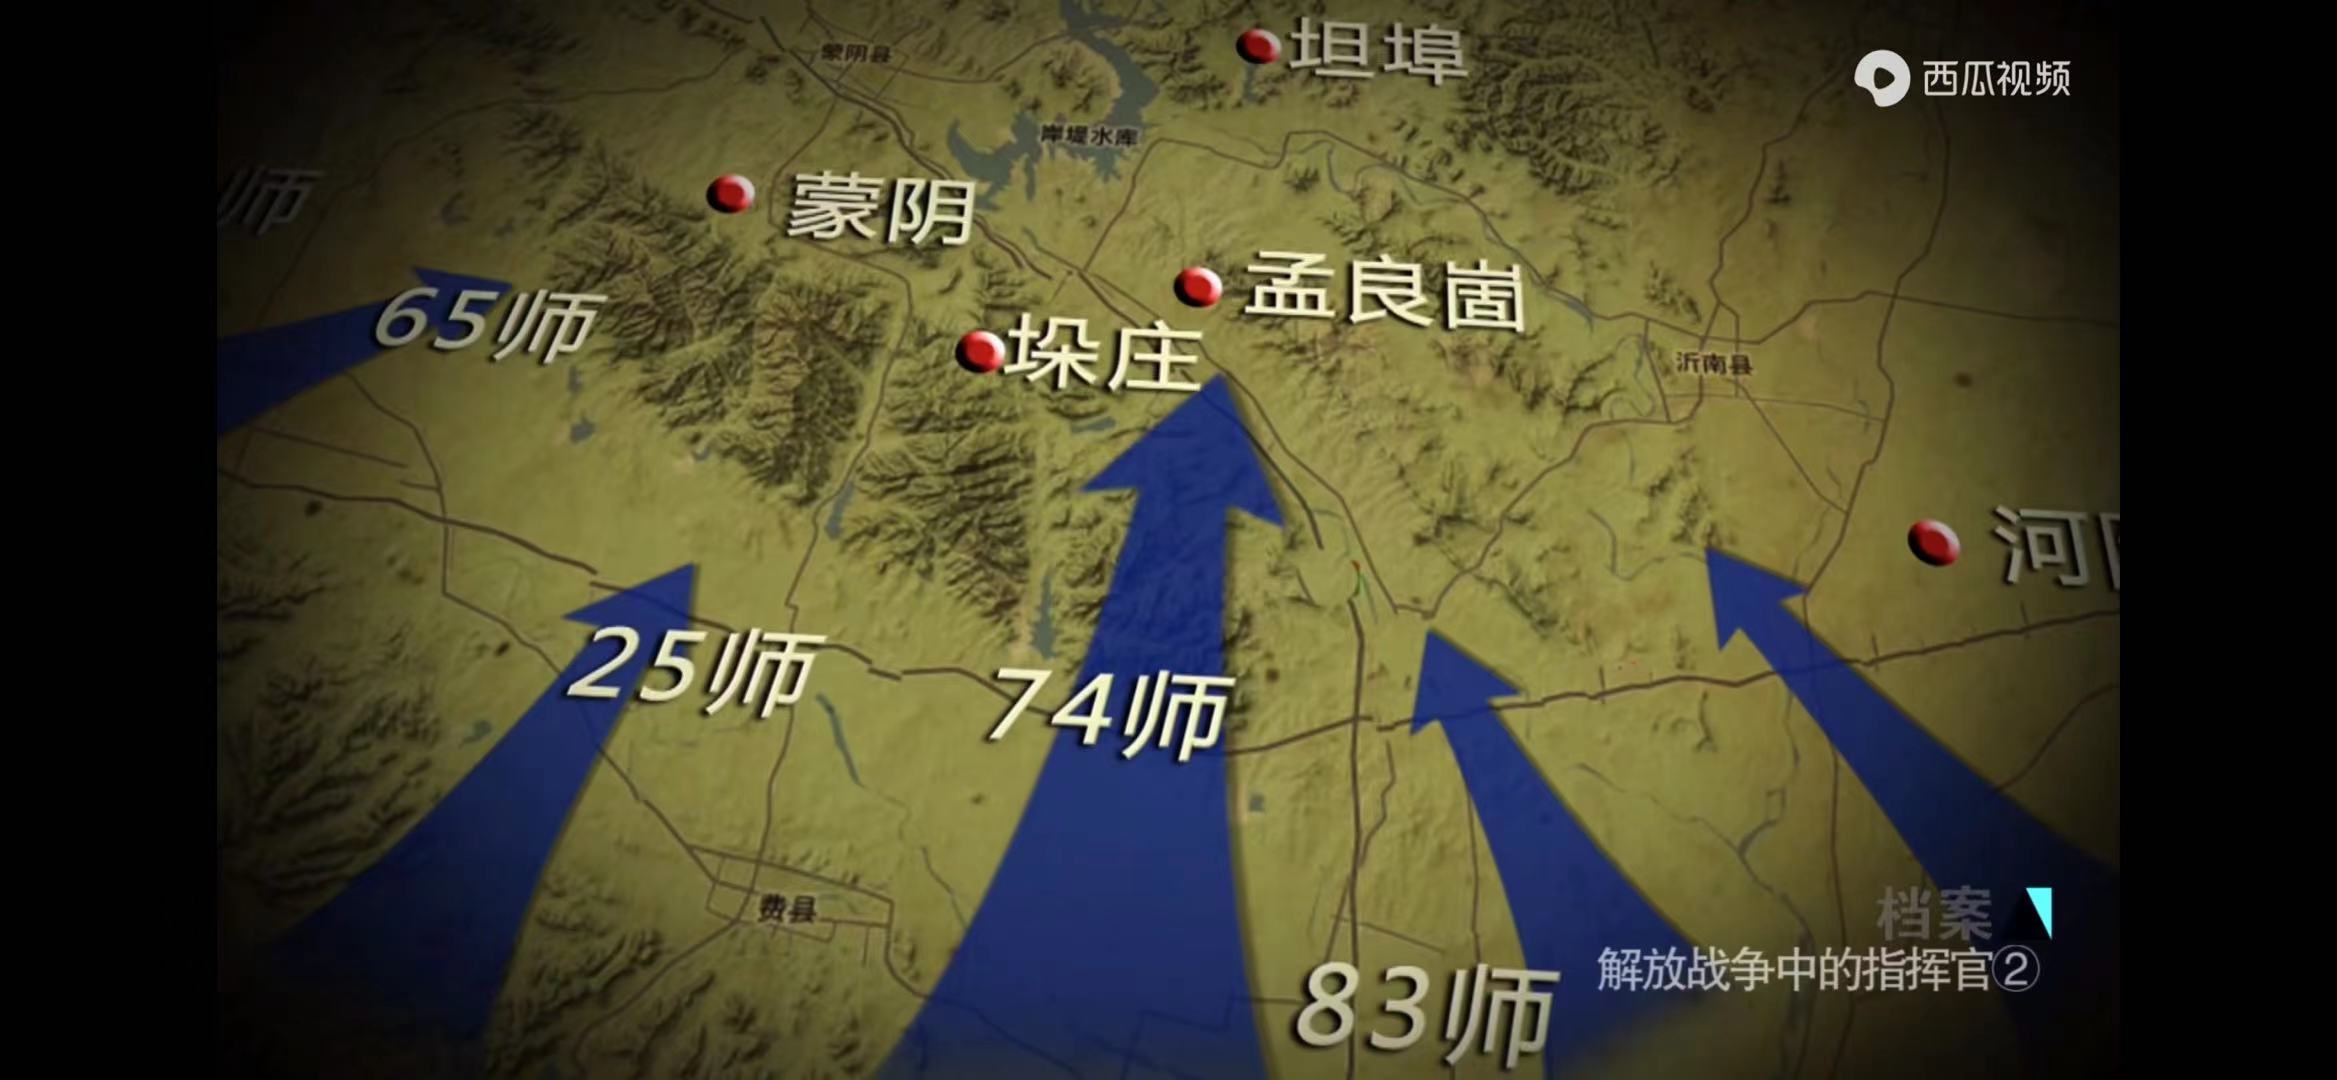 坦埠
蒙阴县
西瓜视频
岸堤水库
师
蒙阴
孟良崮
65师
垛庄
沂南县
河
25师
74师
费县
档案
83师
解放战争中的指挥官②